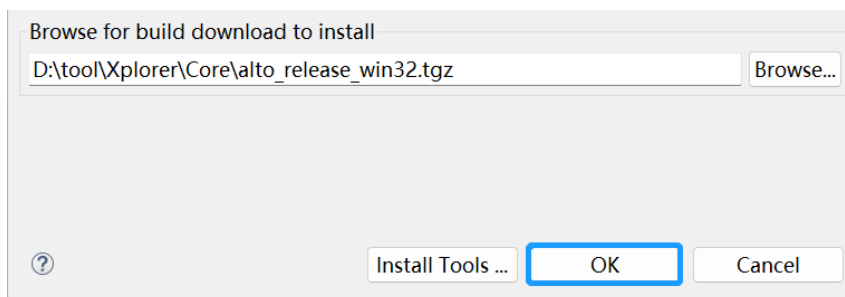 Browse for build download to install
D:\tool\Xplorer\Core\alto_release_win32.tgz
Browse...
?
Install Tools ...
OK
Cancel